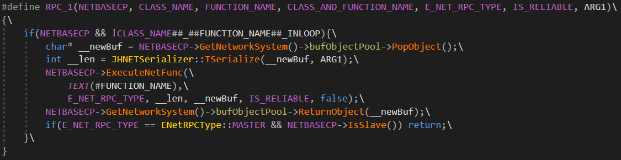 #define RPC_1(NETBASECP, CLASS_NAME, FUNCTION_NAME, CLASS_AND_FUNCTION_NAME, E_NET_RPC_TYPE, IS_RELIABLE, ARG1)\
{\
    if(NETBASECP && !CLASS_NAME##_##FUNCTION_NAME##_INLOOP){\
        char* __newBuf = NETBASECP->GetNetworkSystem()->bufObjectPool->PopObject();\
        int __len = JHNETSerializer::TSerialize(__newBuf, ARG1);\
        NETBASECP->ExecuteNetFunc(\
            TEXT(#FUNCTION_NAME),\
            E_NET_RPC_TYPE, __len, __newBuf, IS_RELIABLE, false);\
        NETBASECP->GetNetworkSystem()->bufObjectPool->ReturnObject(__newBuf);\
        if(E_NET_RPC_TYPE == ENetRPCType::MASTER && NETBASECP->IsSlave()) return;\
    }\
}